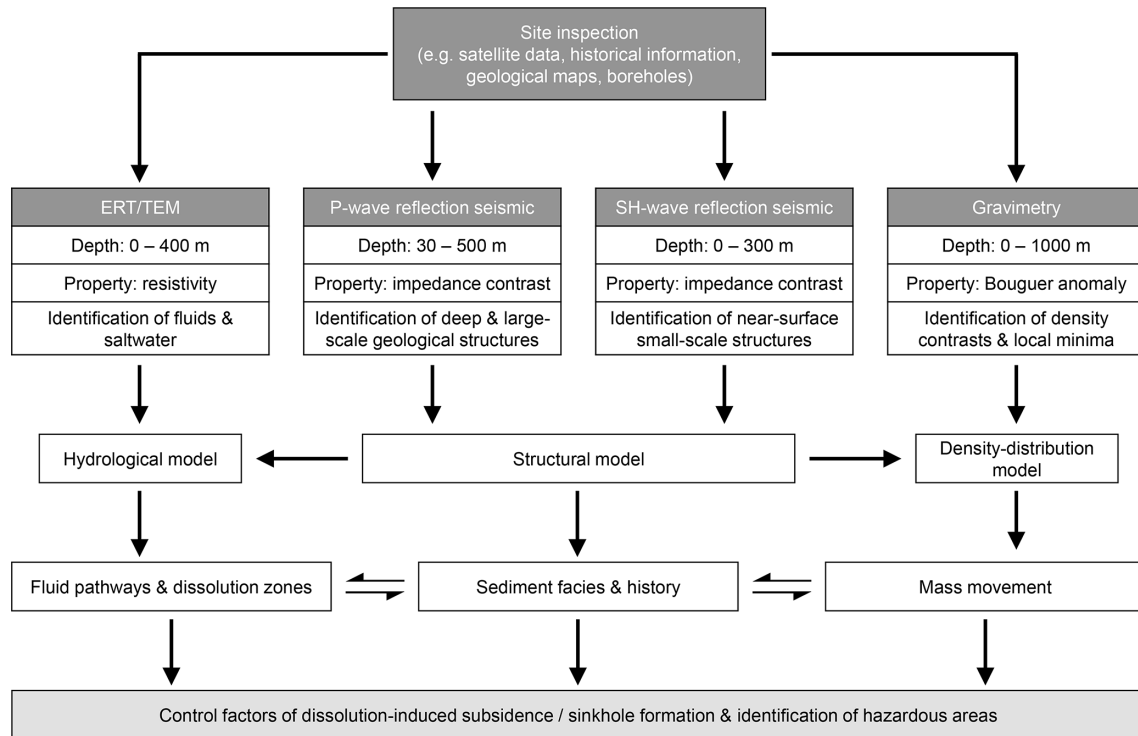 Site inspection
(e.g. satellite data, historical information,
geological maps, boreholes)
ERT/TEM
Depth: 0 – 400 m
Property: resistivity
Identification of fluids &
saltwater
P-wave reflection seismic
Depth: 30 – 500 m
Property: impedance contrast
Identification of deep & large-
scale geological structures
SH-wave reflection seismic
Depth: 0 – 300 m
Property: impedance contrast
Identification of near-surface
small-scale structures
Gravimetry
Depth: 0 – 1000 m
Property: Bouguer anomaly
Identification of density
contrasts & local minima
Hydrological model
Structural model
Density-distribution
model
Fluid pathways & dissolution zones
Sediment facies & history
Mass movement
Control factors of dissolution-induced subsidence / sinkhole formation & identification of hazardous areas